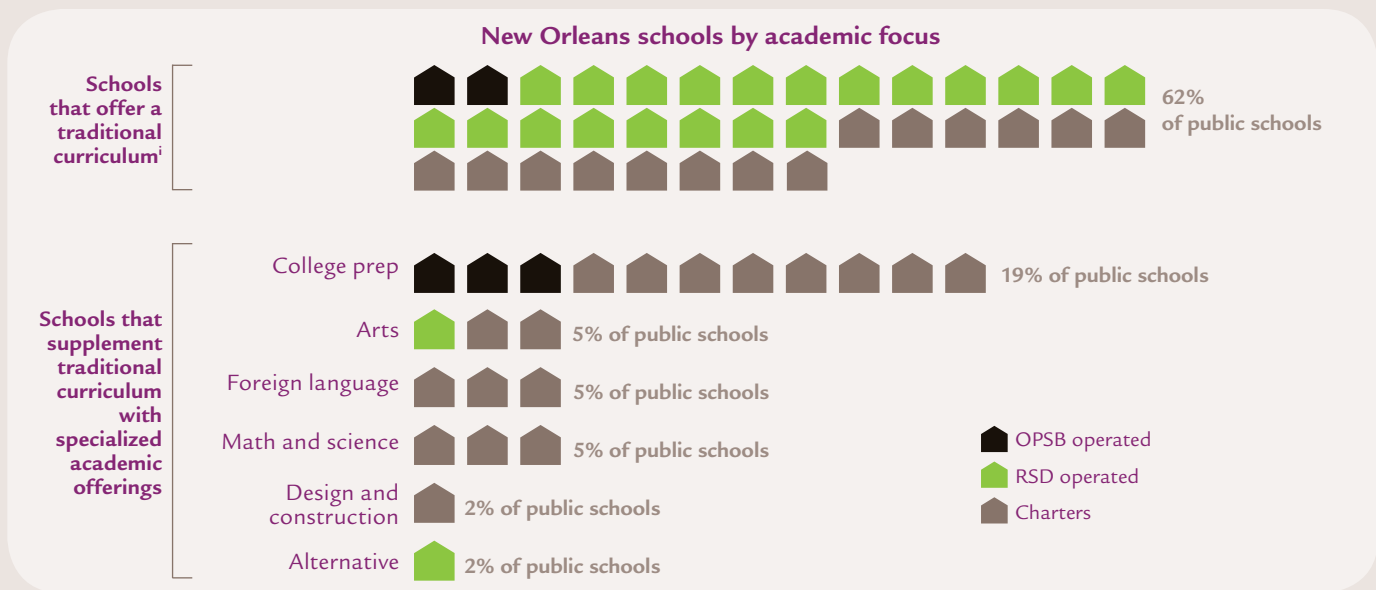 New Orleans schools by academic focus
Schools
that offer a
traditional
curriculumⁱ
62%
of public schools
College prep
19% of public schools
Schools that
supplement
traditional
curriculum
with
specialized
academic
offerings
Arts
5% of public schools
Foreign language
5% of public schools
Math and science
5% of public schools
Design and
construction
2% of public schools
Alternative
2% of public schools
OPSB operated
RSD operated
Charters